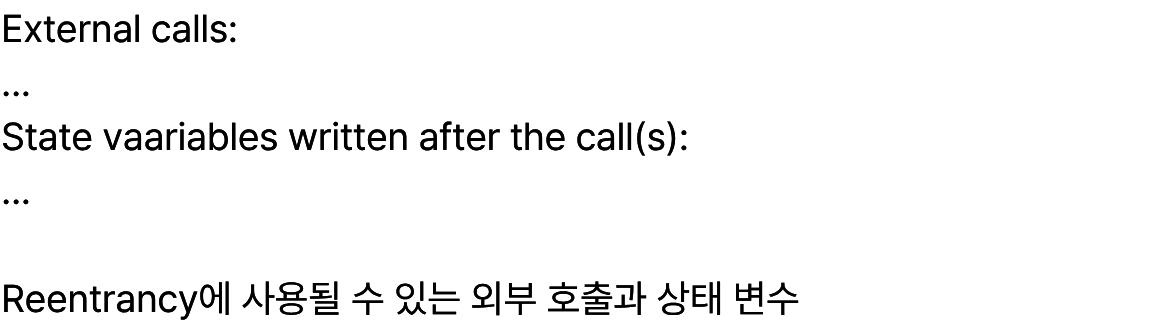 External calls:
...
State vaariables written after the call(s):
...
Reentrancy에 사용될 수 있는 외부 호출과 상태 변수